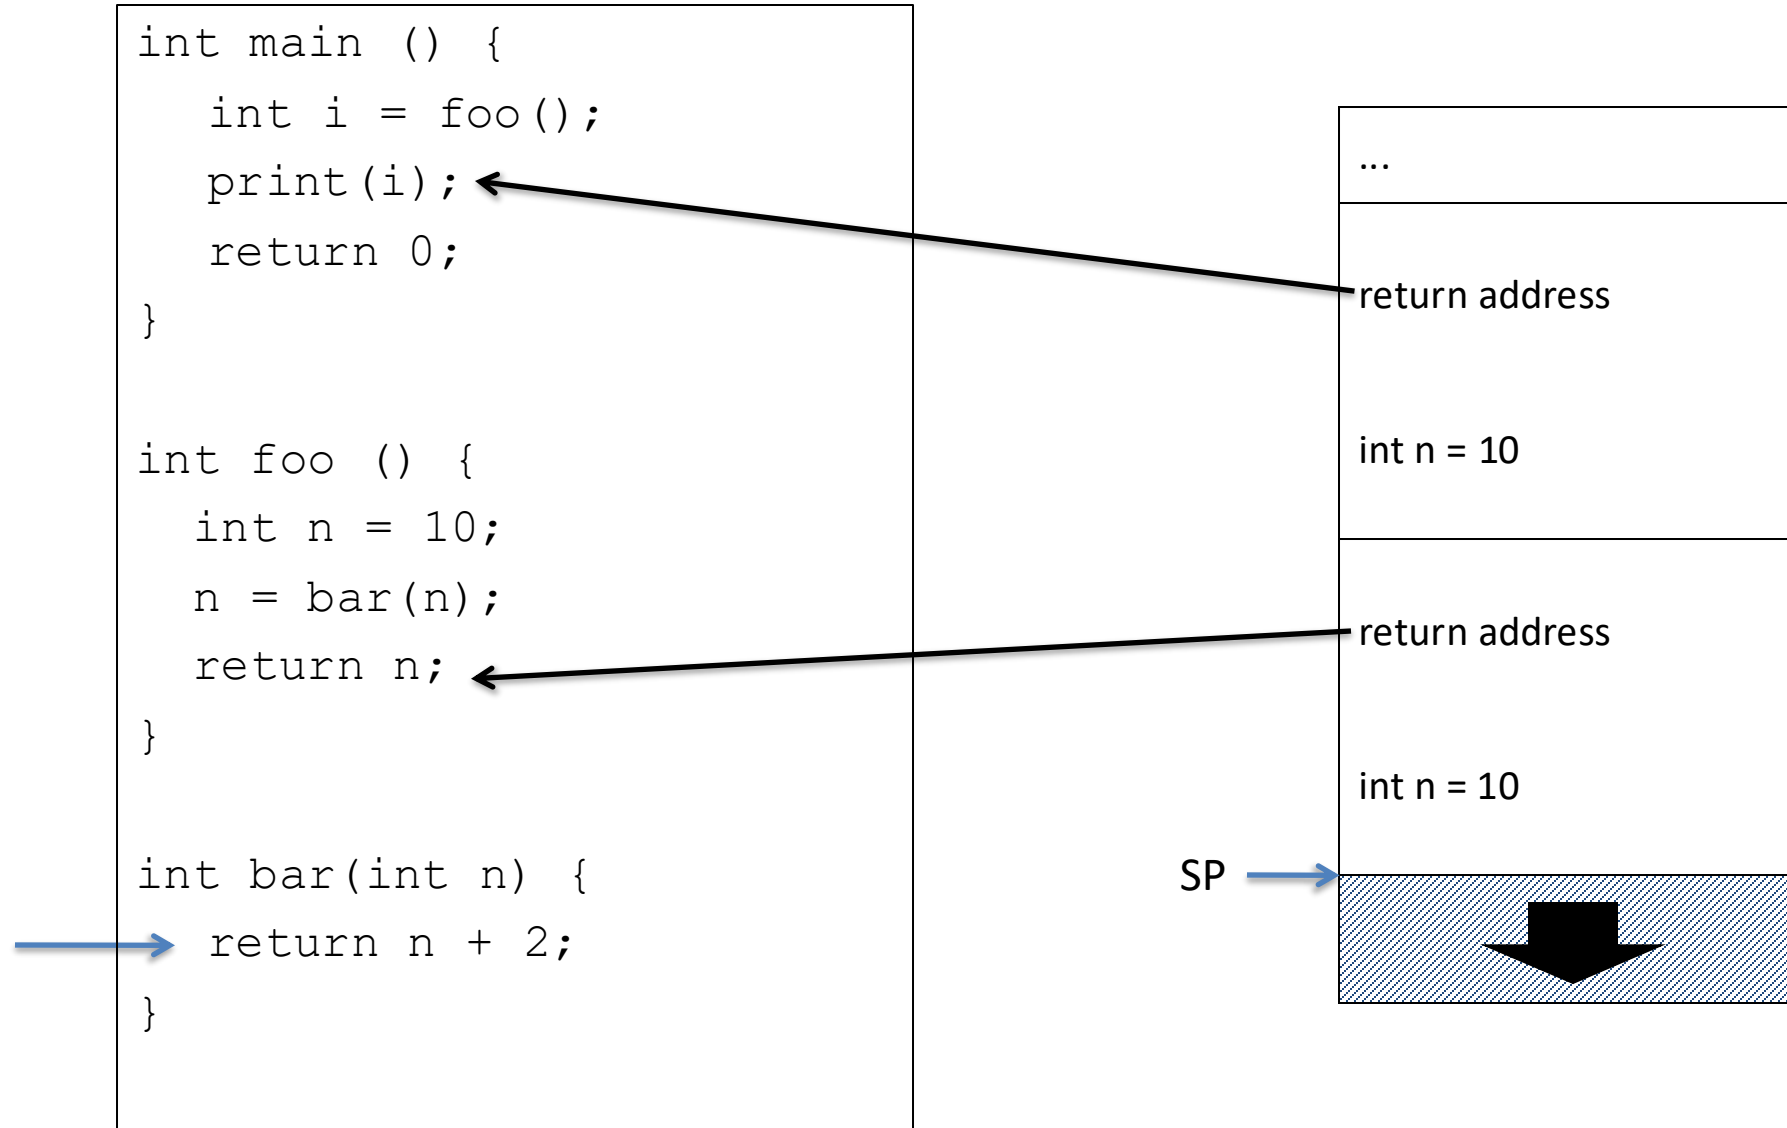 int main () {
int i = foo();
print(i);
return 0;
}
int foo () {
int n = 10;
n = bar(n);
return n;
}
int bar(int n) {
return n + 2;
}
...
return address
int n = 10
return address
int n = 10
SP